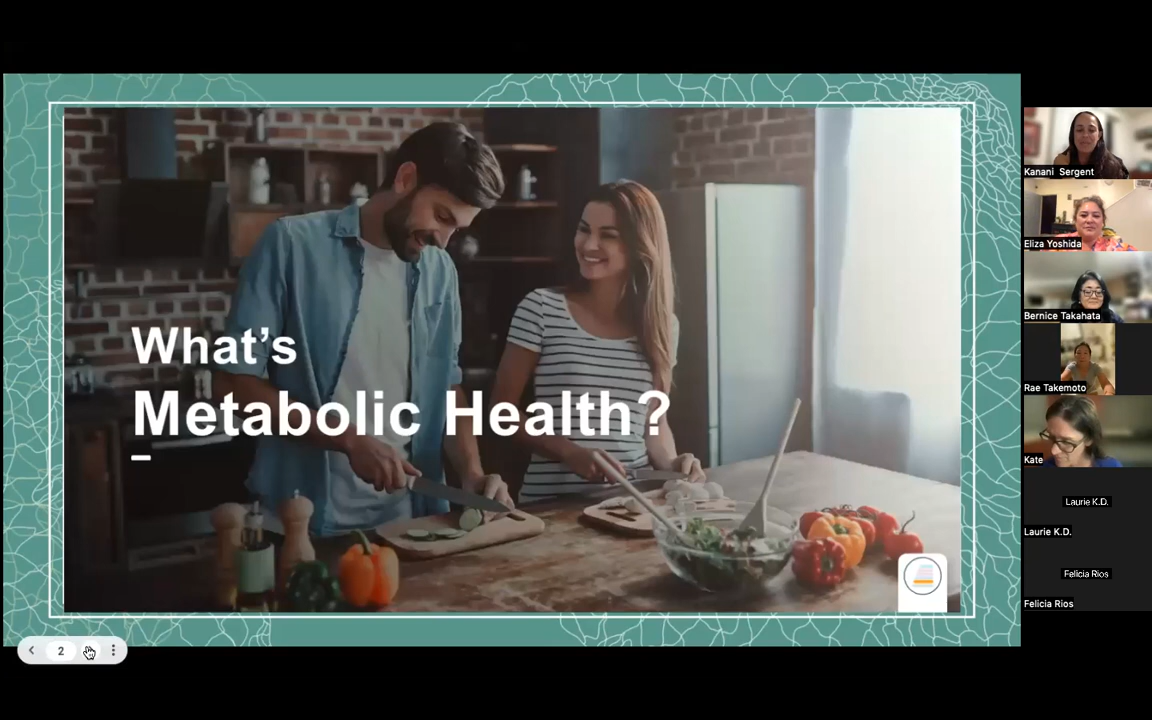 What's
Metabolic Health?
2
Kanani Sergent
Eliza Yoshida
Bernice Takahata
Rae Takemoto
Kate
Laurie K.D.
Laurie K.D.
Felicia Rios
Felicia Rios